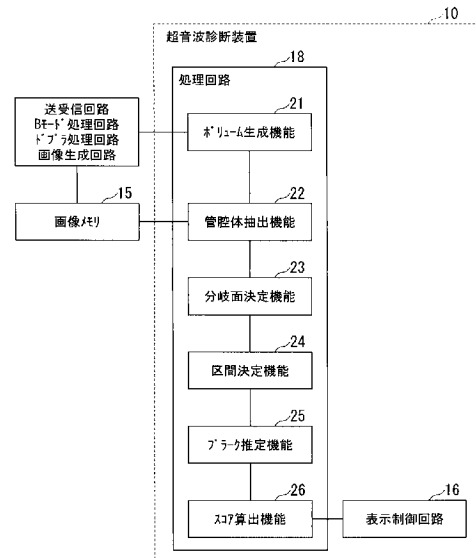 10
超音波診断装置
18
処理回路
送受信回路
Bﾓｰﾄﾞ処理回路
ﾄﾞﾌﾟﾗ処理回路
画像生成回路
21
ﾎﾞﾘｭｰﾑ生成機能
15
画像ﾒﾓﾘ
22
管腔体抽出機能
23
分岐面決定機能
24
区間決定機能
25
ﾌﾟﾗｰｸ推定機能
26
ｽｺｱ算出機能
16
表示制御回路